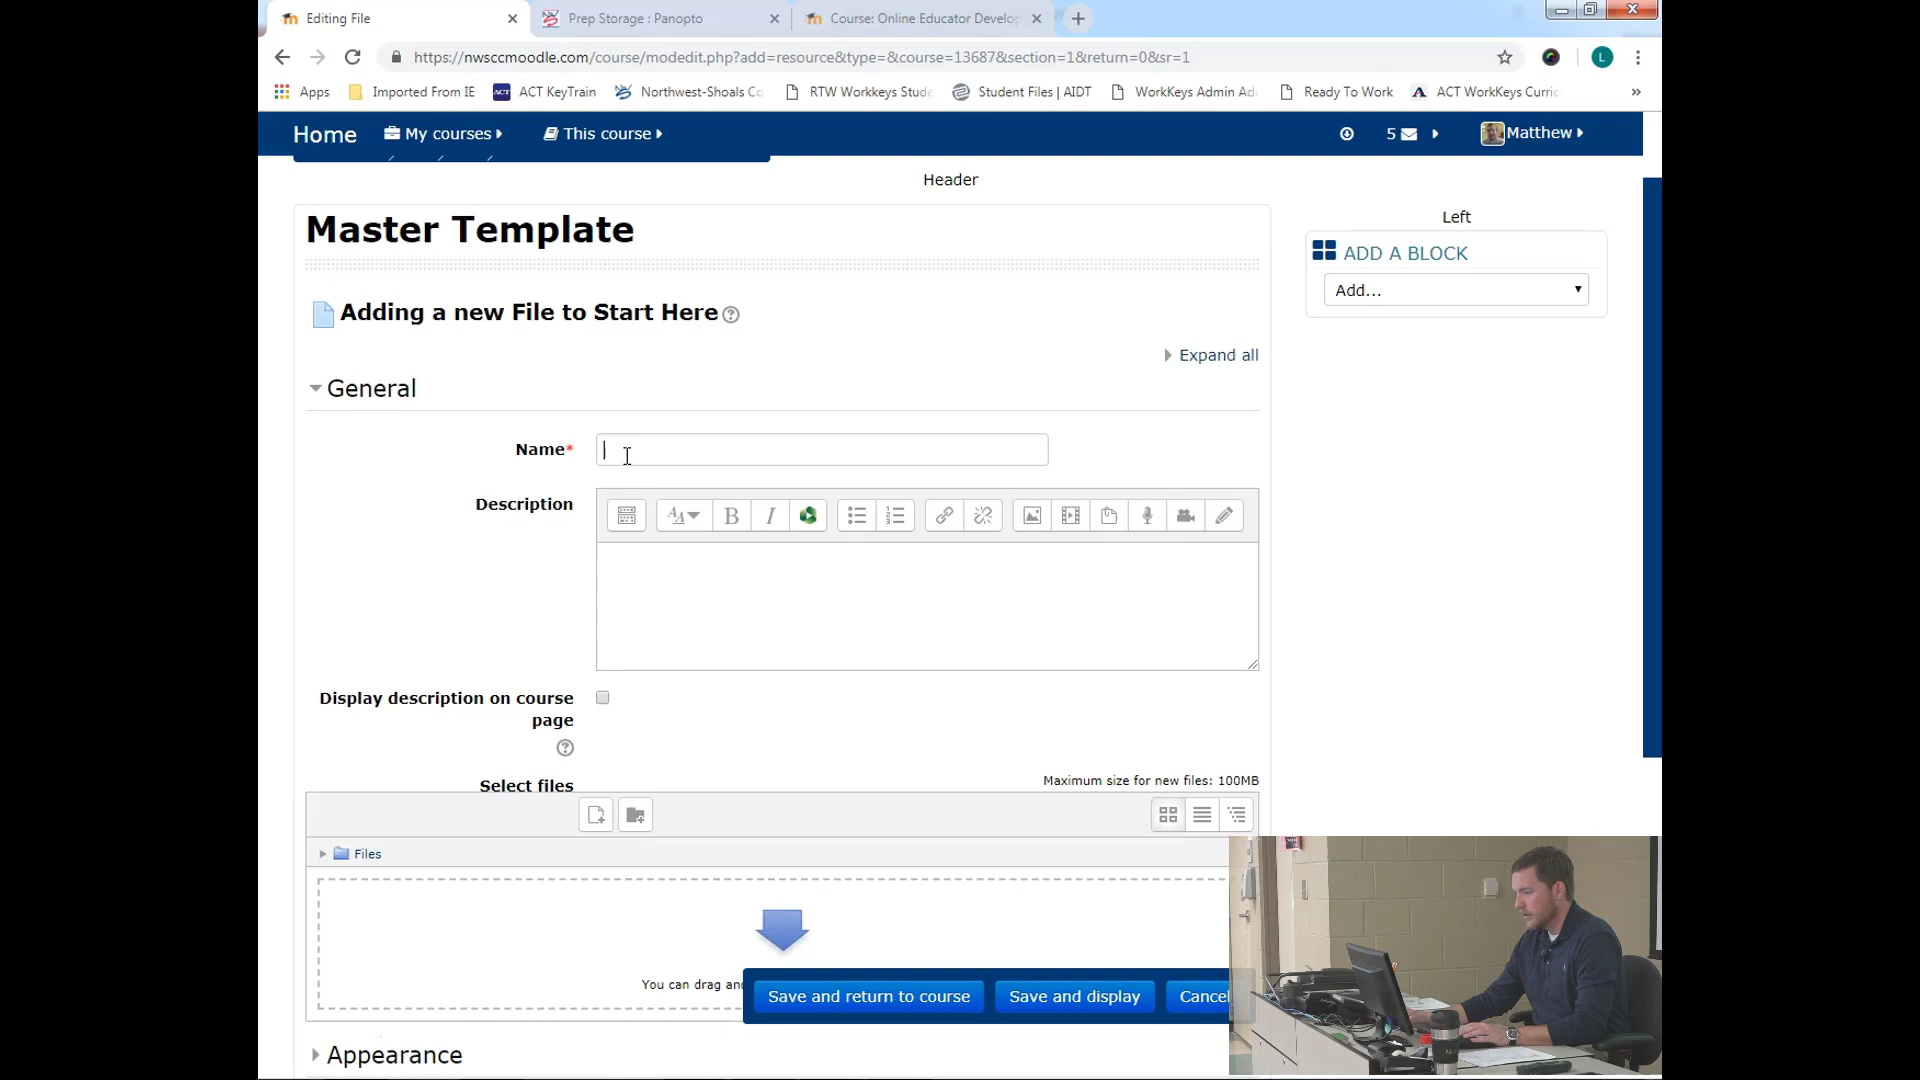 Editing File
Prep Storage : Panopto
Course: Online Educator Develop
https://nwsccmoodle.com/course/modedit.php?add=resource&type=&course=13687&section=1&return=0&sr=1
L
Apps
Imported From IE
ACT KeyTrain
Northwest-Shoals Co
RTW Workkeys Stude
Student Files | AIDT
WorkKeys Admin Ad
Ready To Work
ACT WorkKeys Curric
»
Home
My courses
This course
5
Matthew
Header
Master Template
Left
ADD A BLOCK
Add...
Adding a new File to Start Here
Expand all
General
Name*
Description
Display description on course page
Select files
Maximum size for new files: 100MB
Files
You can drag an
Save and return to course
Save and display
Cancel
Appearance